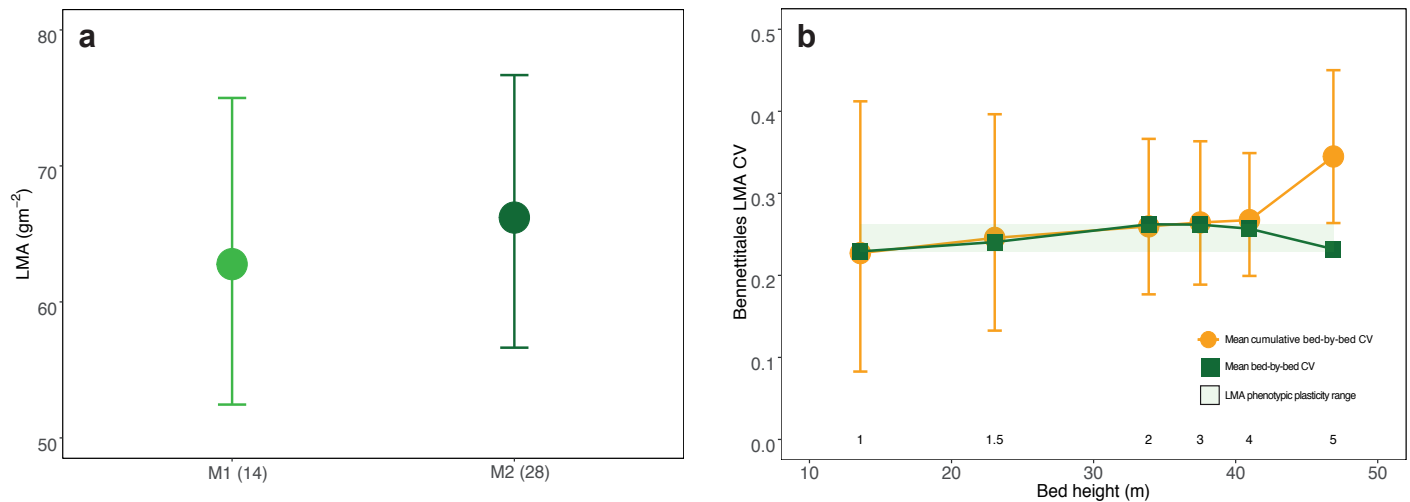 a
LMA (gm⁻²)
80
70
60
50
M1 (14)
M2 (28)
b
Bennettitales LMA CV
0.5
0.4
0.3
0.2
0.1
0.0
Mean cumulative bed-by-bed CV
Mean bed-by-bed CV
LMA phenotypic plasticity range
1 1.5 2 3 4 5
10 20 30 40 50
Bed height (m)